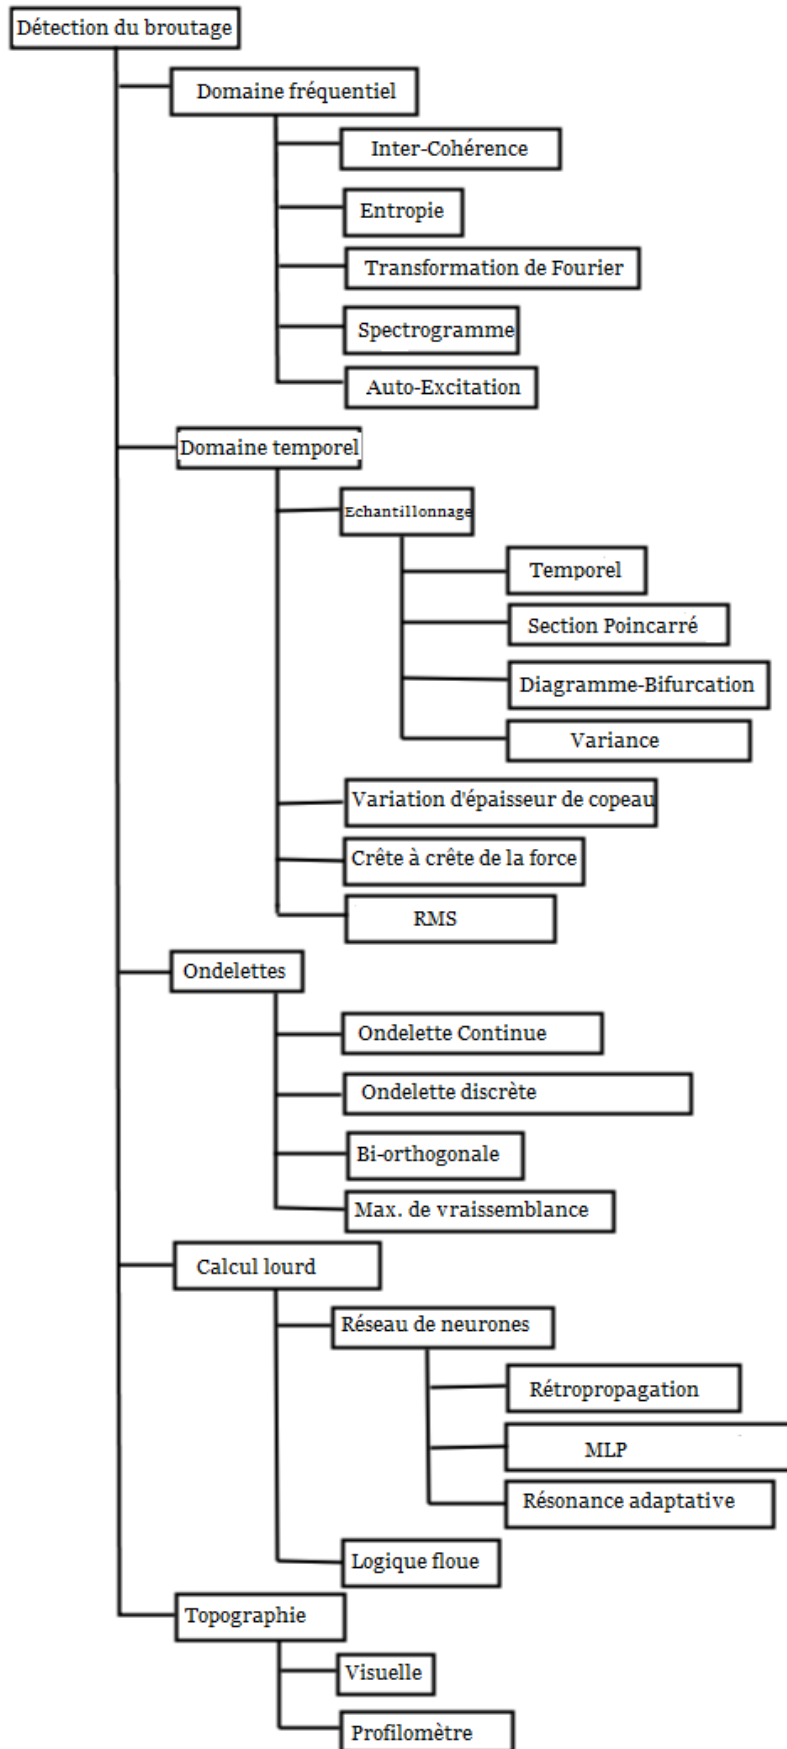 Détection du broutage
Domaine fréquentiel
Inter-Cohérence
Entropie
Transformation de Fourier
Spectrogramme
Auto-Excitation
Domaine temporel
Echantillonnage
Temporel
Section Poincarré
Diagramme-Bifurcation
Variance
Variation d'épaisseur de copeau
Crête à crête de la force
RMS
Ondelettes
Ondelette Continue
Ondelette discrète
Bi-orthogonale
Max. de vraissemblance
Calcul lourd
Réseau de neurones
Rétropropagation
MLP
Résonance adaptative
Logique floue
Topographie
Visuelle
Profilomètre